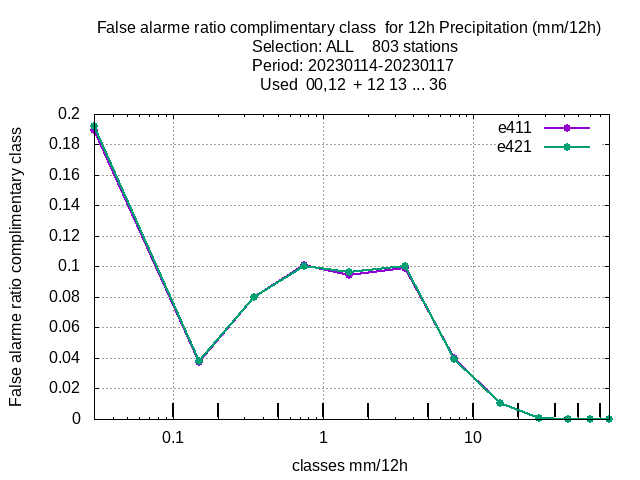 False alarme ratio complimentary class  for 12h Precipitation (mm/12h)
Selection: ALL    803 stations
Period: 20230114-20230117
Used  00,12  + 12 13 ... 36
e411
e421
False alarme ratio complimentary class
0.2
0.18
0.16
0.14
0.12
0.1
0.08
0.06
0.04
0.02
0
0.1
1
10
classes mm/12h